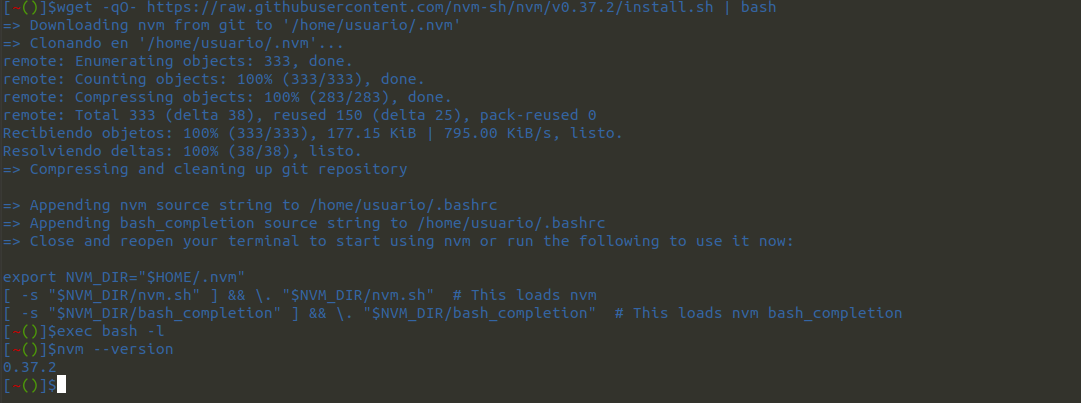 [~()]$wget -qO- https://raw.githubusercontent.com/nvm-sh/nvm/v0.37.2/install.sh | bash
=> Downloading nvm from git to '/home/usuario/.nvm'
=> Clonando en '/home/usuario/.nvm'...
remote: Enumerating objects: 333, done.
remote: Counting objects: 100% (333/333), done.
remote: Compressing objects: 100% (283/283), done.
remote: Total 333 (delta 38), reused 150 (delta 25), pack-reused 0
Recibiendo objetos: 100% (333/333), 177.15 KiB | 795.00 KiB/s, listo.
Resolviendo deltas: 100% (38/38), listo.
=> Compressing and cleaning up git repository

=> Appending nvm source string to /home/usuario/.bashrc
=> Appending bash_completion source string to /home/usuario/.bashrc
=> Close and reopen your terminal to start using nvm or run the following to use it now:

export NVM_DIR="$HOME/.nvm"
[ -s "$NVM_DIR/nvm.sh" ] && \. "$NVM_DIR/nvm.sh"  # This loads nvm
[ -s "$NVM_DIR/bash_completion" ] && \. "$NVM_DIR/bash_completion"  # This loads nvm bash_completion
[~()]$exec bash -l
[~()]$nvm --version
0.37.2
[~()]$